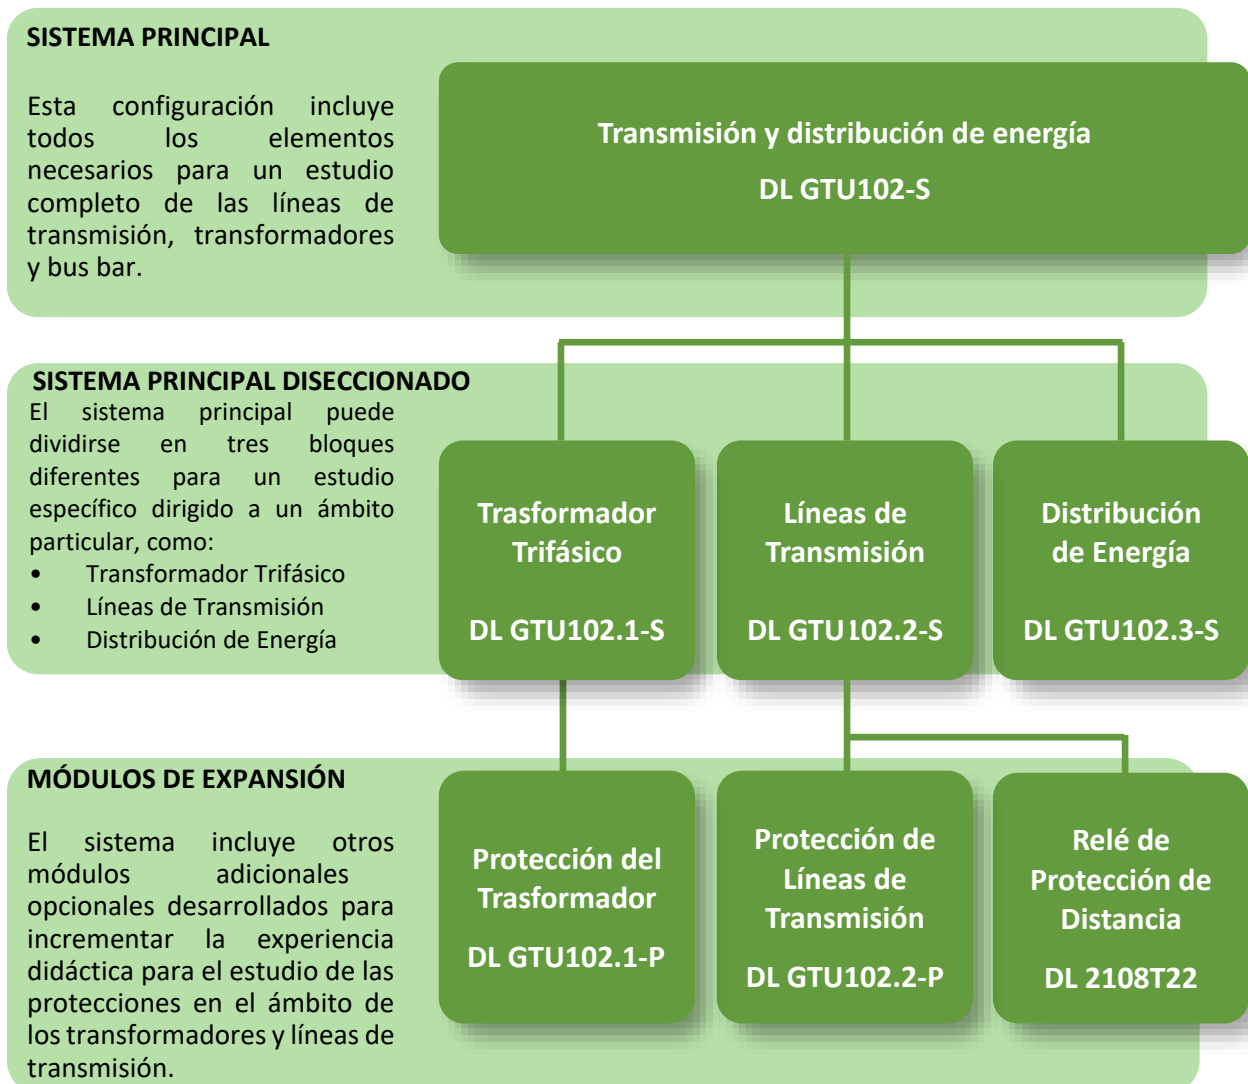 SISTEMA PRINCIPAL
Esta configuración incluye
todos los elementos
necesarios para un estudio
completo de las líneas de
transmisión, transformadores
y bus bar.
Transmisión y distribución de energía
DL GTU102-S
SISTEMA PRINCIPAL DISECCIONADO
El sistema principal puede
dividirse en tres bloques
diferentes para un estudio
específico dirigido a un ámbito
particular, como:
• Transformador Trifásico
• Líneas de Transmisión
• Distribución de Energía
Trasformador
Trifásico
DL GTU102.1-S
Líneas de
Transmisión
DL GTU102.2-S
Distribución
de Energía
DL GTU102.3-S
MÓDULOS DE EXPANSIÓN
El sistema incluye otros
módulos adicionales
opcionales desarrollados para
incrementar la experiencia
didáctica para el estudio de las
protecciones en el ámbito de
los transformadores y líneas de
transmisión.
Protección del
Trasformador
DL GTU102.1-P
Protección de
Líneas de
Transmisión
DL GTU102.2-P
Relé de
Protección de
Distancia
DL 2108T22